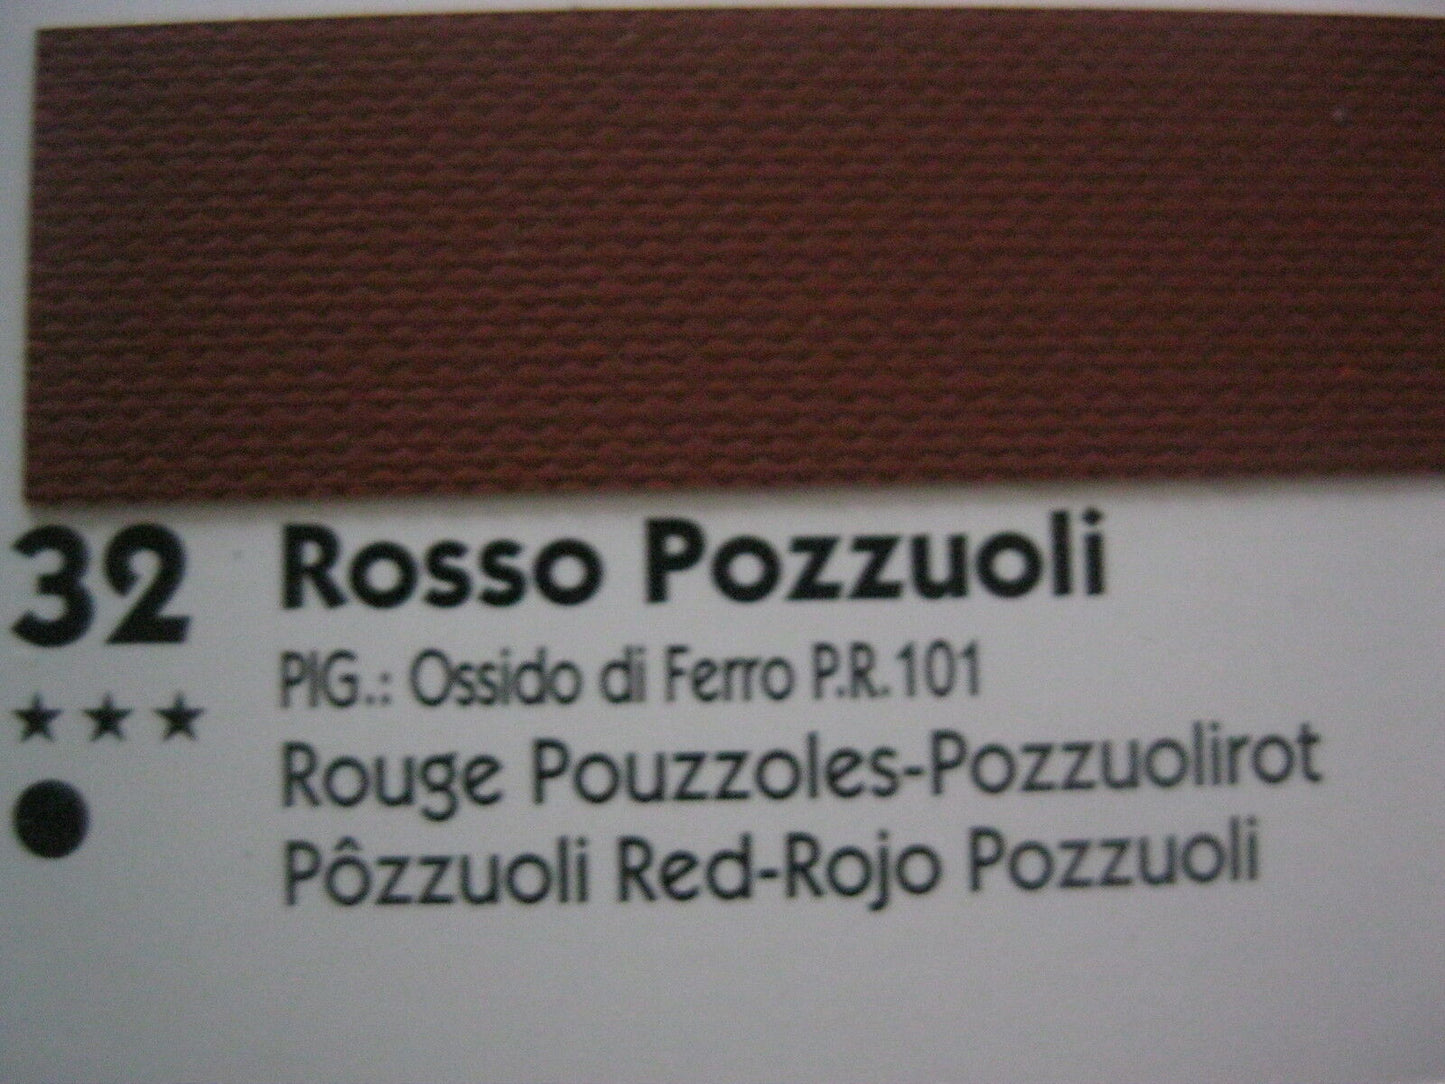 32 Rosso Pozzuoli
PIG.: Ossido di Ferro P.R.101
★★★ Rouge Pouzzoles-Pozzuolirot
● Pôzzuoli Red-Rojo Pozzuoli